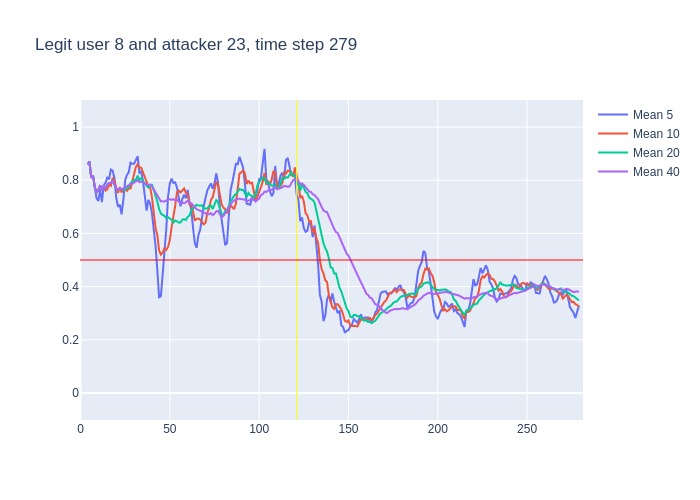 Legit user 8 and attacker 23, time step 279
Mean 5
Mean 10
Mean 20
Mean 40
1
0.8
0.6
0.4
0.2
0
0 50 100 150 200 250